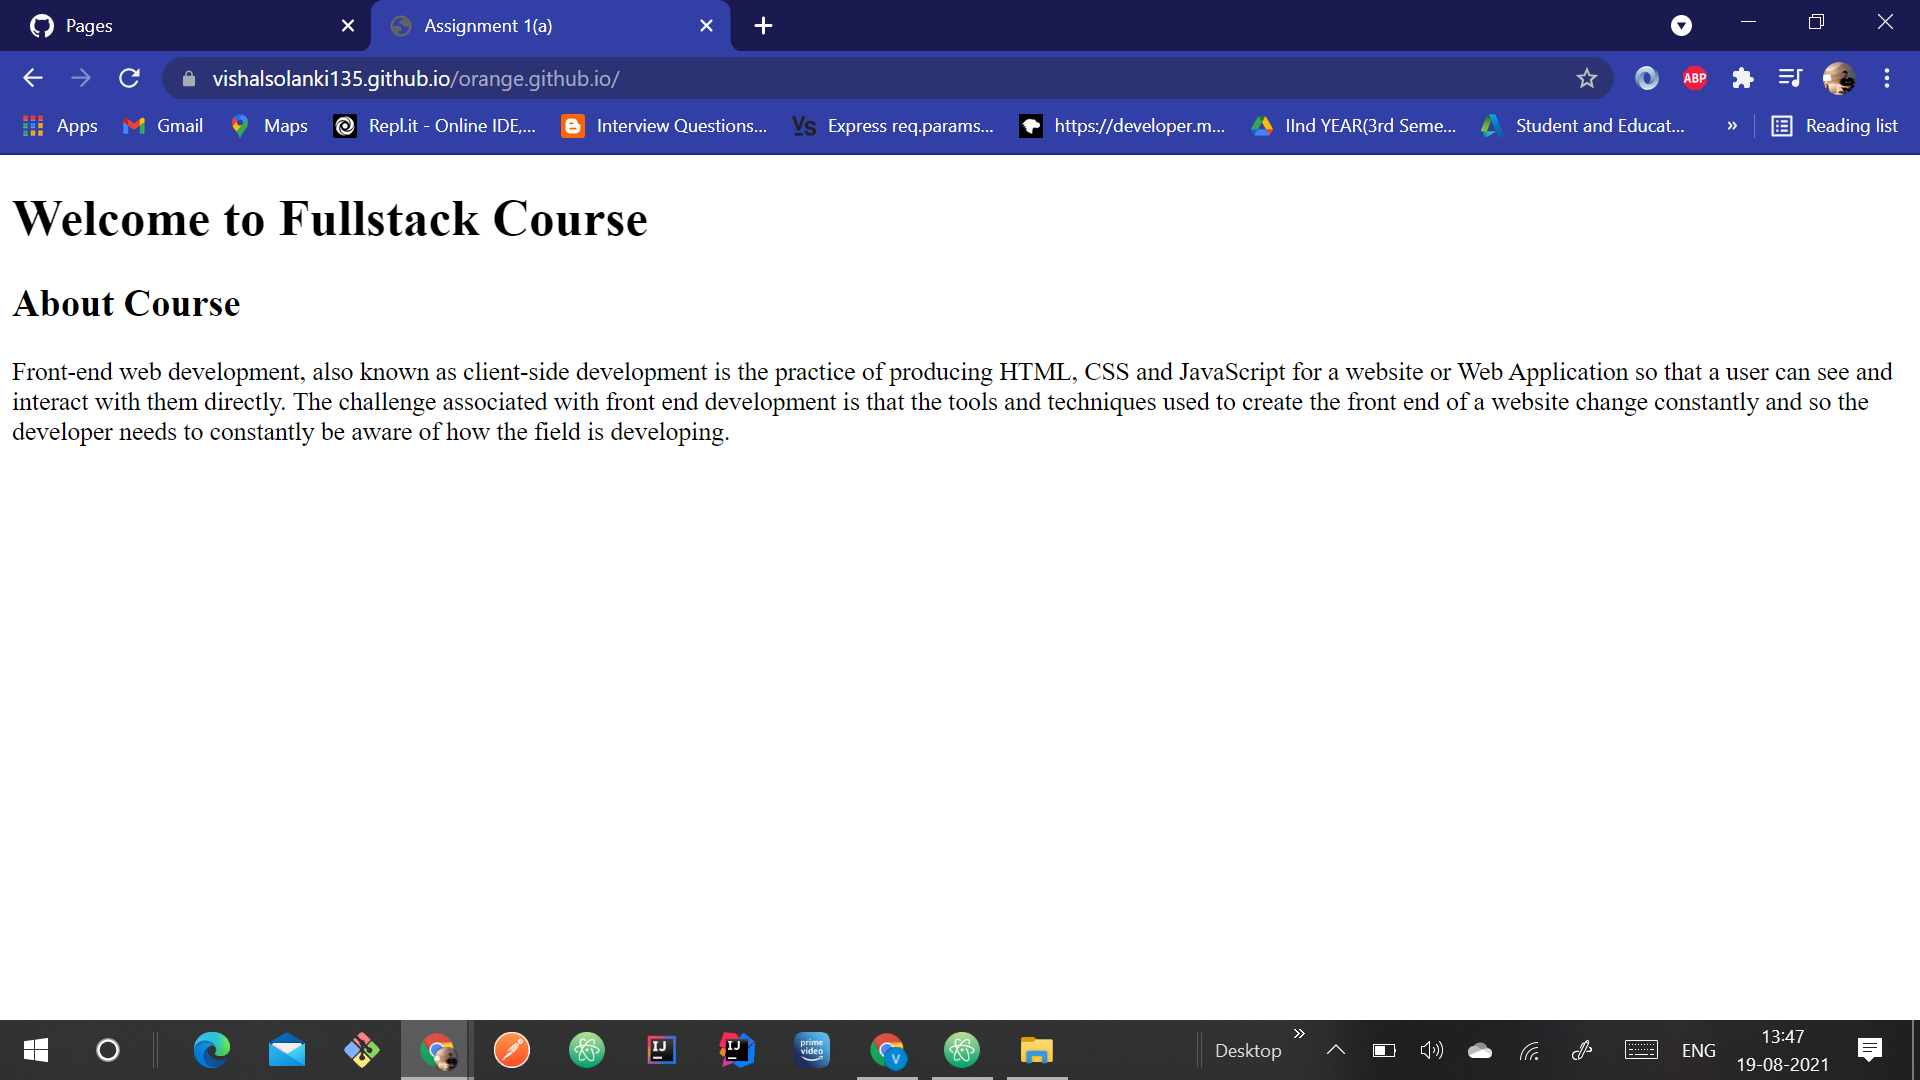 Pages
Assignment 1(a)
vishalsolanki135.github.io/orange.github.io/
ABP
Apps
Gmail
Maps
Repl.it - Online IDE,...
Interview Questions...
Vs
Express req.params...
https://developer.m...
IInd YEAR(3rd Seme...
Student and Educat...
»
Reading list
Welcome to Fullstack Course
About Course
Front-end web development, also known as client-side development is the practice of producing HTML, CSS and JavaScript for a website or Web Application so that a user can see and
interact with them directly. The challenge associated with front end development is that the tools and techniques used to create the front end of a website change constantly and so the
developer needs to constantly be aware of how the field is developing.
IJ
IJ
prime
video
V
Desktop
»
ENG
13:47
19-08-2021